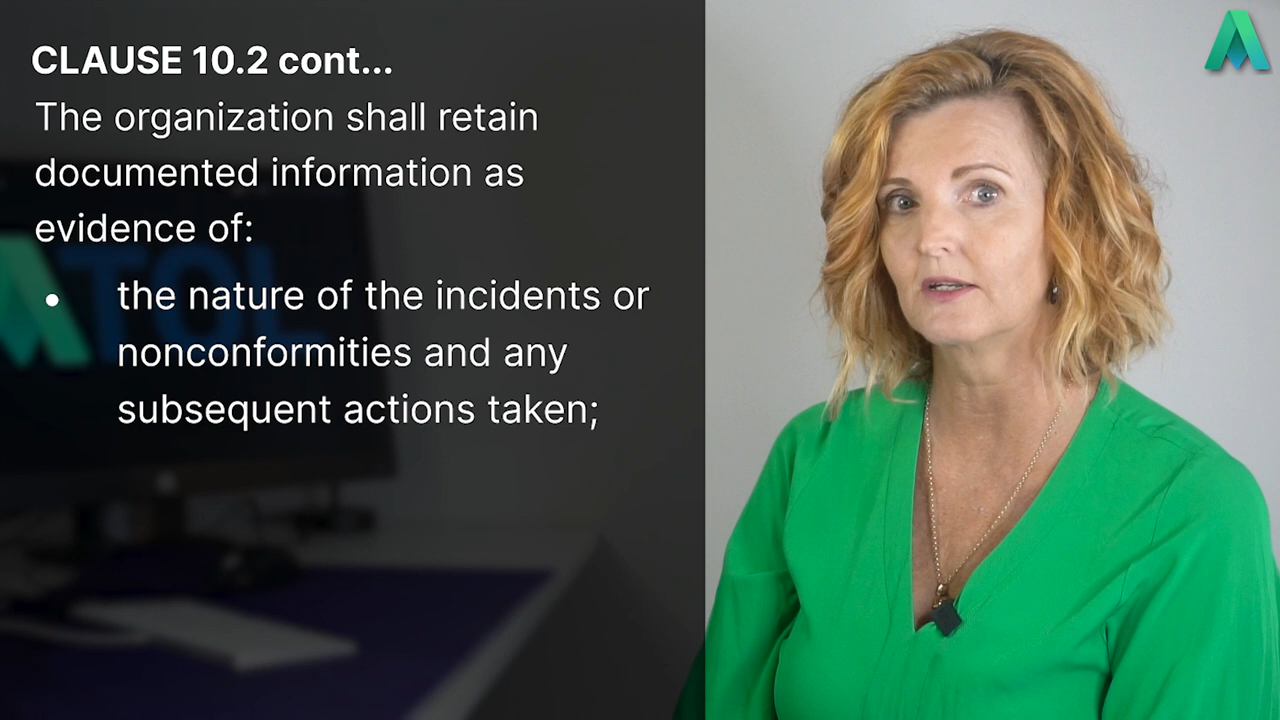 CLAUSE 10.2 cont...
The organization shall retain
documented information as
evidence of:
• the nature of the incidents or
nonconformities and any
subsequent actions taken;
ATOL